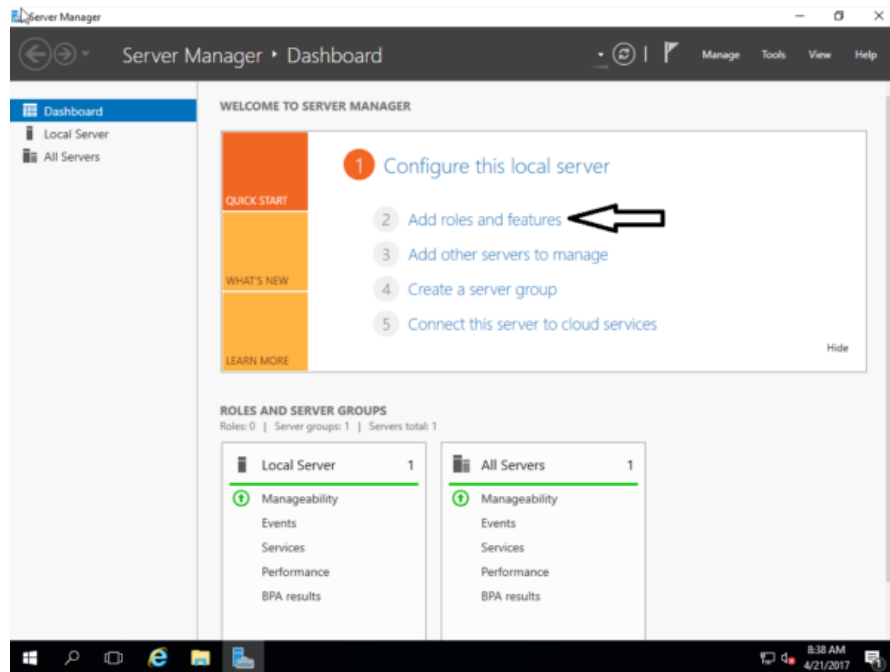 Server Manager
Server Manager • Dashboard
Manage Tools View Help
Dashboard
Local Server
All Servers
WELCOME TO SERVER MANAGER
QUICK START
WHAT'S NEW
LEARN MORE
1 Configure this local server
2 Add roles and features
3 Add other servers to manage
4 Create a server group
5 Connect this server to cloud services
Hide
ROLES AND SERVER GROUPS
Roles: 0 | Server groups: 1 | Servers total: 1
Local Server 1
Manageability
Events
Services
Performance
BPA results
All Servers 1
Manageability
Events
Services
Performance
BPA results
8:38 AM
4/21/2017